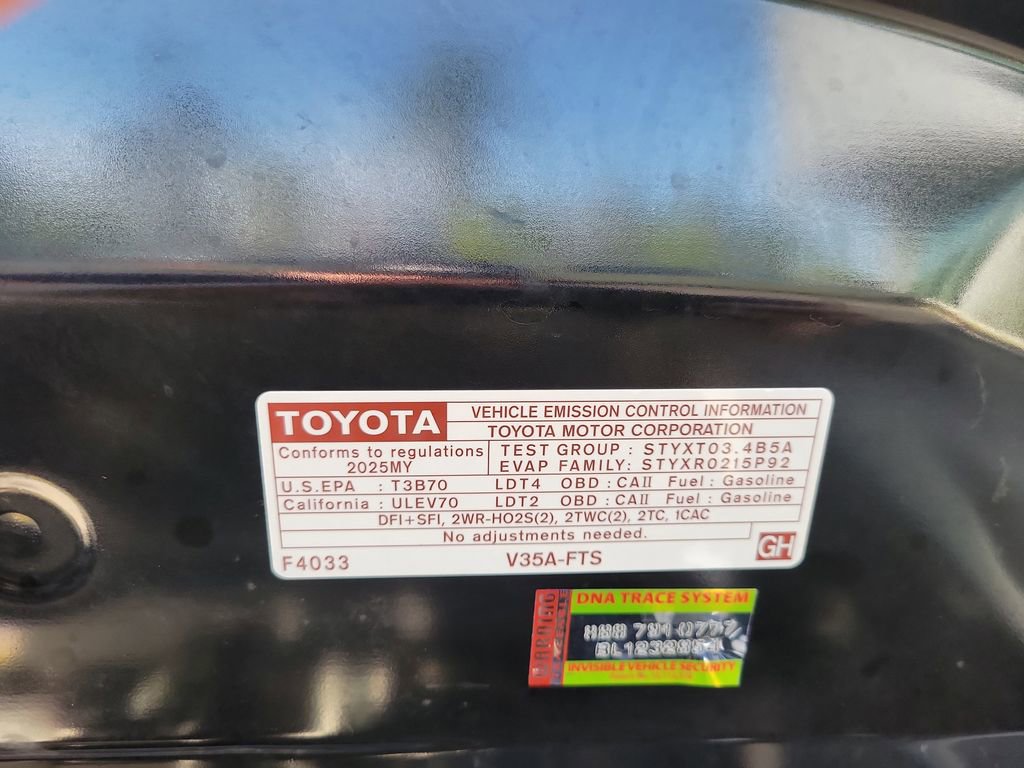 TOYOTA VEHICLE EMISSION CONTROL INFORMATION
TOYOTA MOTOR CORPORATION
Conforms to regulations
2025MY
TEST GROUP : STYXT03.4B5A
EVAP FAMILY: STYXR0215P92
U.S.EPA : T3B70 LDT4 OBD : CAII Fuel : Gasoline
California : ULEV70 LDT2 OBD : CAII Fuel : Gasoline
DFI+SFI, 2WR-HO2S(2), 2TWC(2), 2TC, 1CAC
No adjustments needed.
F4033 V35A-FTS GH
WARNING
DNA TRACE SYSTEM
INVISIBLE VEHICLE SECURITY